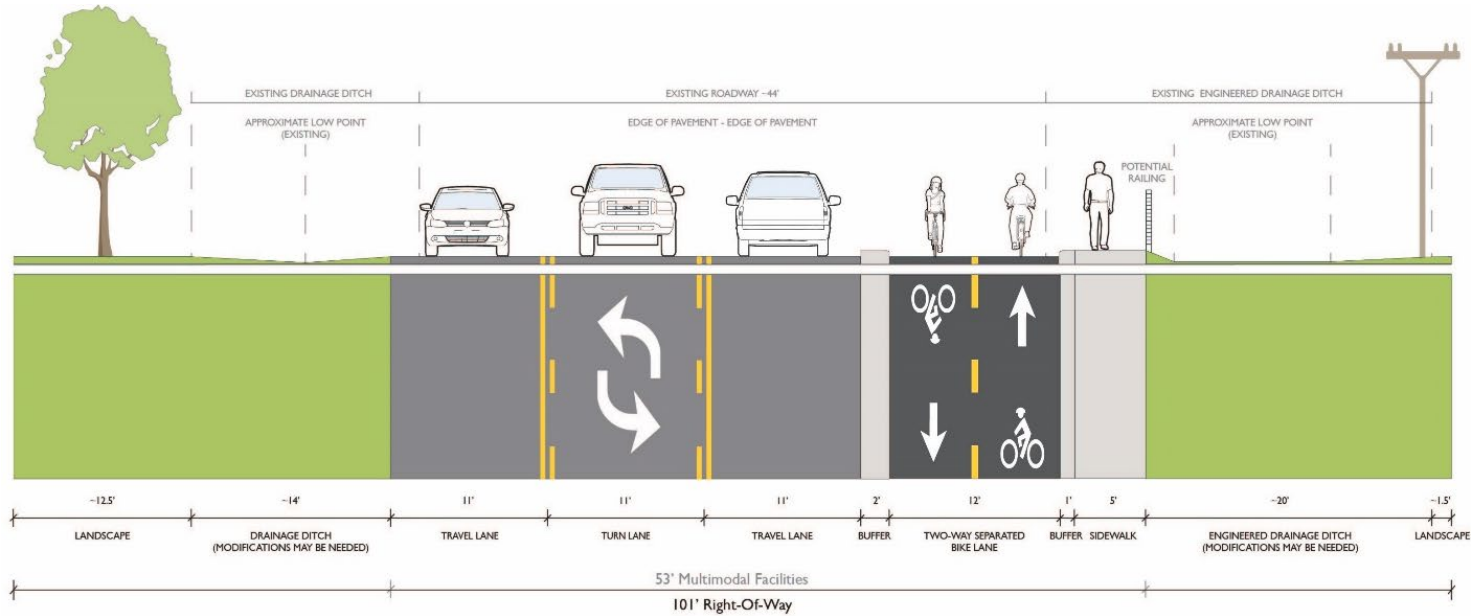 EXISTING DRAINAGE DITCH
EXISTING ROADWAY ~44'
EXISTING ENGINEERED DRAINAGE DITCH
APPROXIMATE LOW POINT
(EXISTING)
EDGE OF PAVEMENT - EDGE OF PAVEMENT
APPROXIMATE LOW POINT
(EXISTING)
POTENTIAL
RAILING
~12.5'
~14'
11'
11'
11'
2'
12'
1'
5'
~20'
~1.5'
LANDSCAPE
DRAINAGE DITCH
(MODIFICATIONS MAY BE NEEDED)
TRAVEL LANE
TURN LANE
TRAVEL LANE
BUFFER
TWO-WAY SEPARATED
BIKE LANE
BUFFER
SIDEWALK
ENGINEERED DRAINAGE DITCH
(MODIFICATIONS MAY BE NEEDED)
LANDSCAPE
53' Multimodal Facilities
101' Right-Of-Way